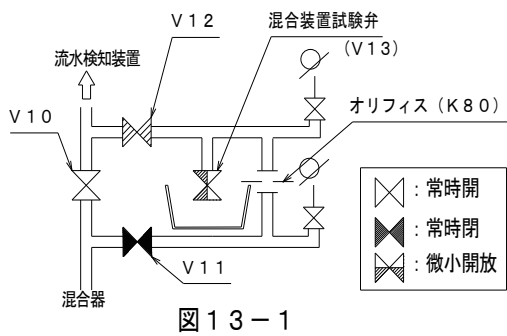 V12
混合装置試験弁
(V13)
流水検知装置
V10
オリフィス(K80)
:常時開
:常時閉
:微小開放
V11
混合器
図13-1